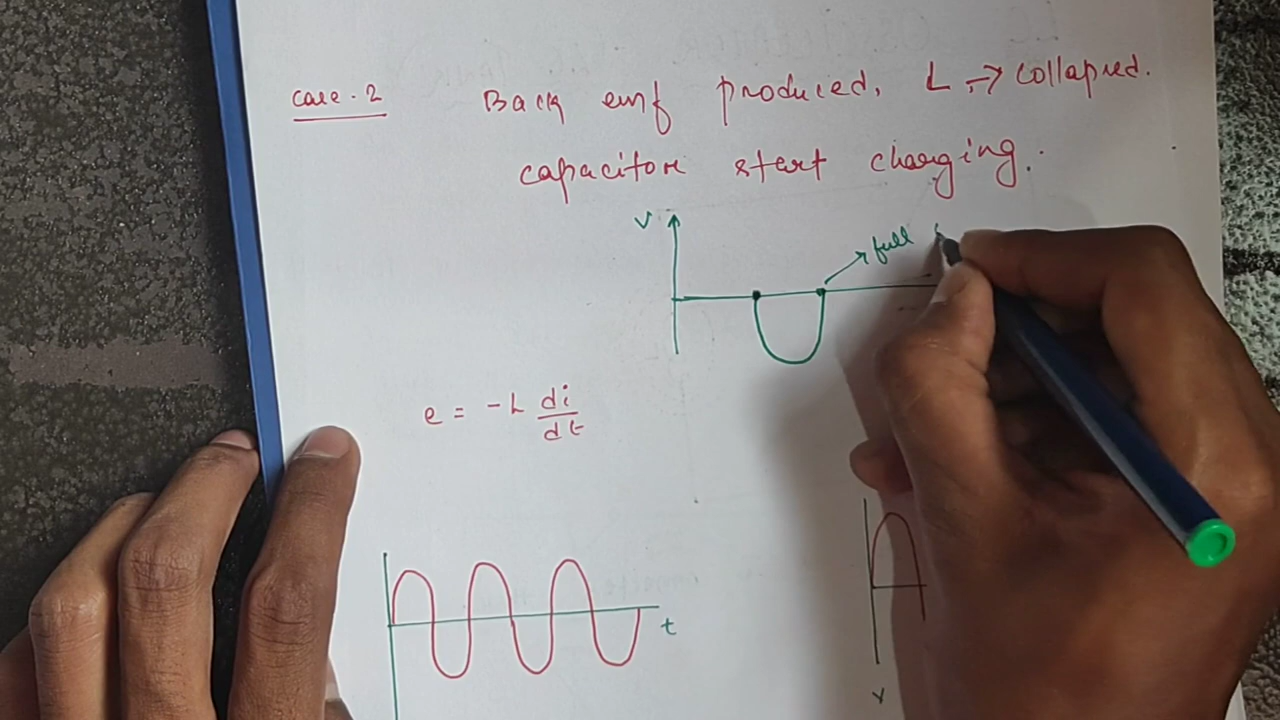 case-2 Back emf produced, L → collapsed.
capacitor start charging.
V
full
e = -L di/dt
t